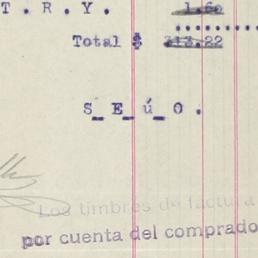 T . R . Y . 1.60
Total $ 313.22
S_E_ú_O.
Los timbres de factura
por cuenta del comprado